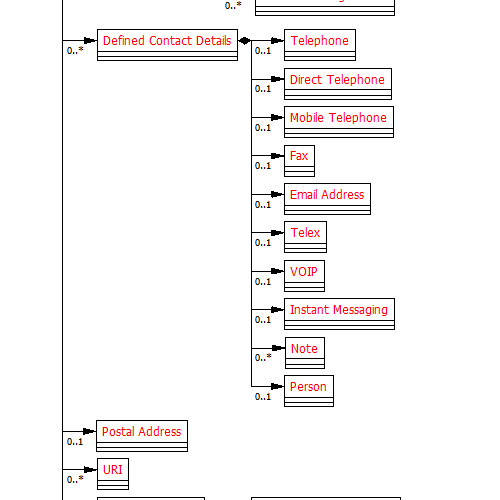 0..*
Defined Contact Details
0..*
Telephone
0..1
Direct Telephone
0..1
Mobile Telephone
0..1
Fax
0..1
Email Address
0..1
Telex
0..1
VOIP
0..1
Instant Messaging
0..1
Note
0..*
Person
0..1
Postal Address
0..1
URI
0..*